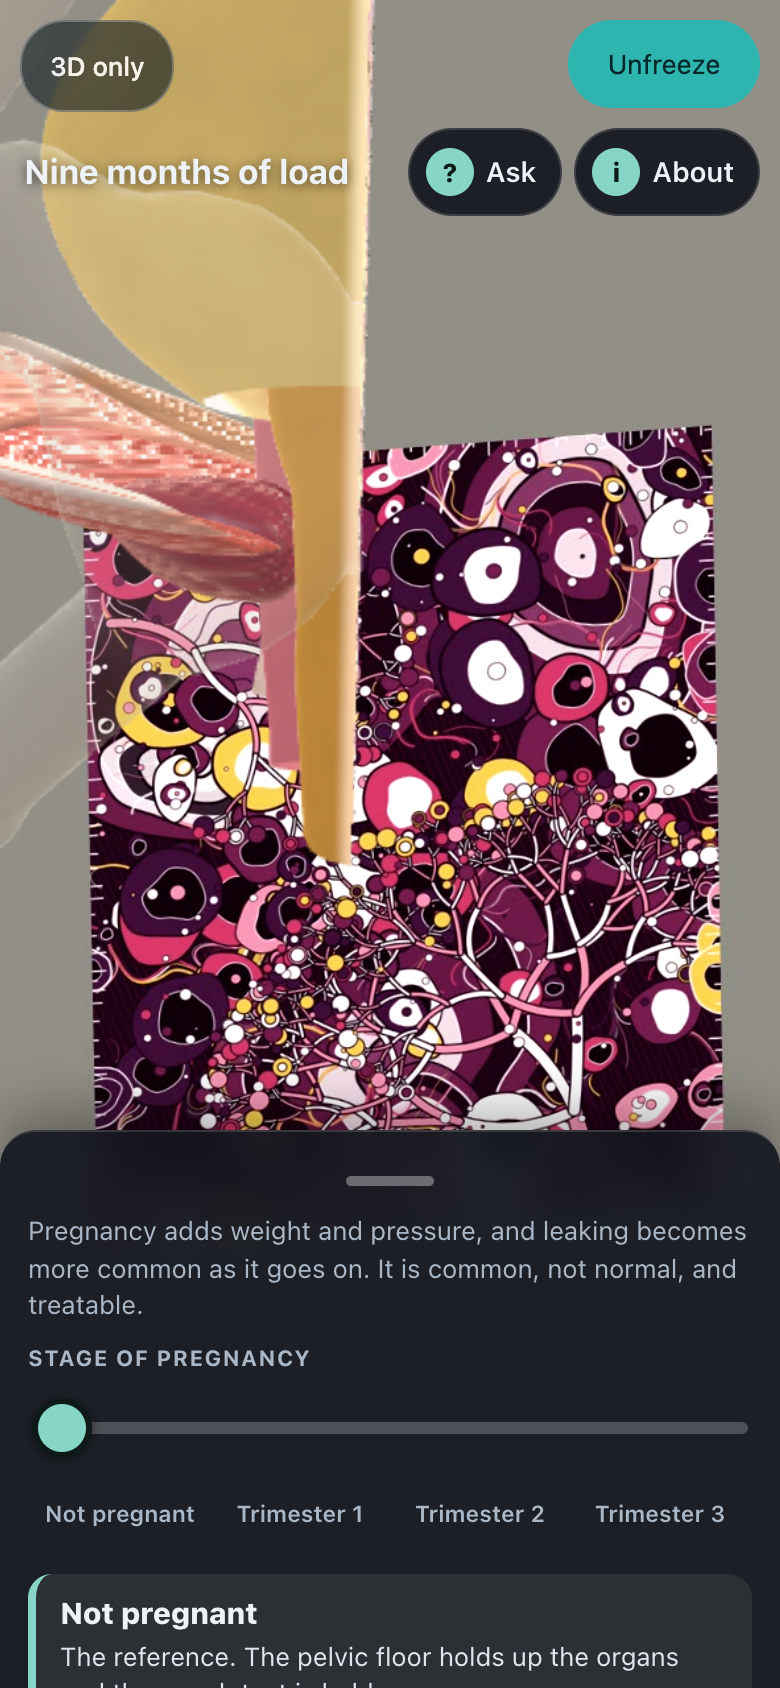 3D only
Unfreeze
Nine months of load
? Ask
i About
Pregnancy adds weight and pressure, and leaking becomes
more common as it goes on. It is common, not normal, and
treatable.
STAGE OF PREGNANCY
Not pregnant
Trimester 1
Trimester 2
Trimester 3
Not pregnant
The reference. The pelvic floor holds up the organs